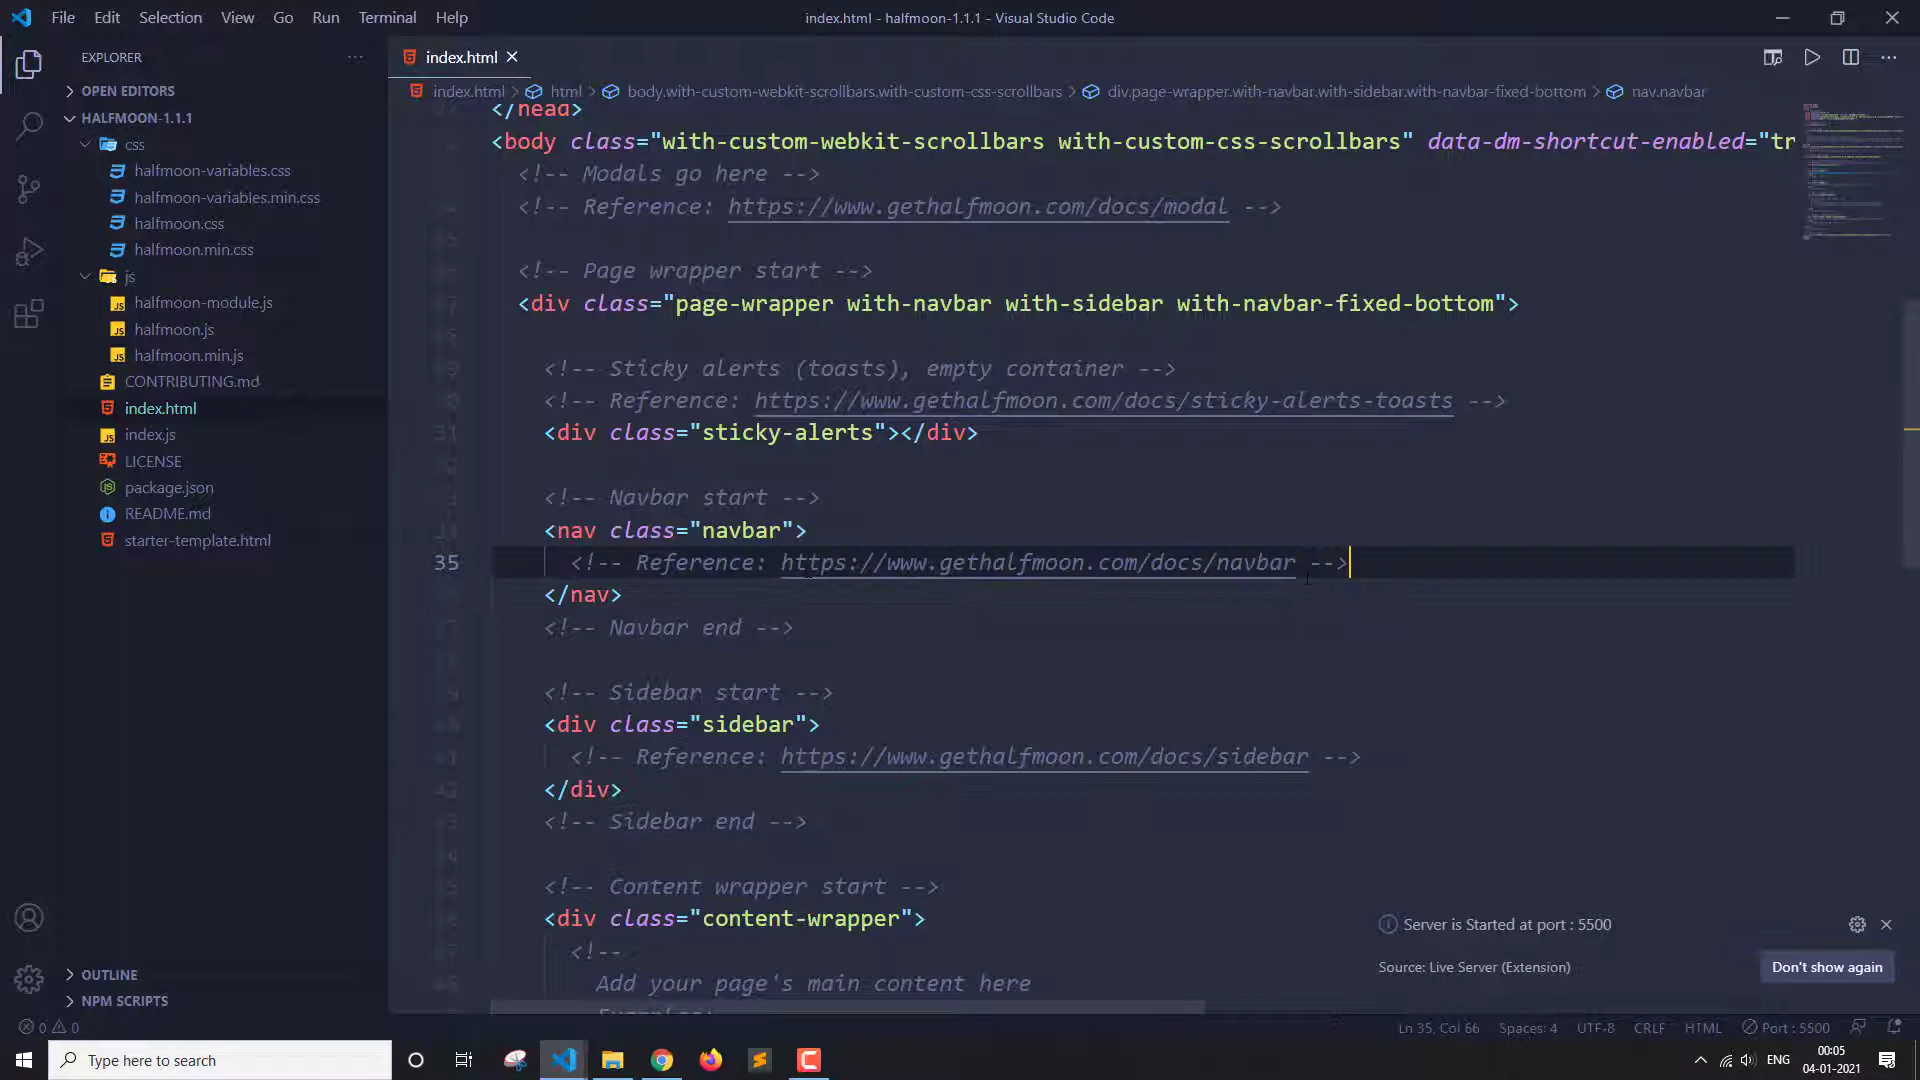 File Edit Selection View Go Run Terminal Help
index.html - halfmoon-1.1.1 - Visual Studio Code
EXPLORER
OPEN EDITORS
HALFMOON-1.1.1
css
halfmoon-variables.css
halfmoon-variables.min.css
halfmoon.css
halfmoon.min.css
js
halfmoon-module.js
halfmoon.js
halfmoon.min.js
CONTRIBUTING.md
index.html
index.js
LICENSE
package.json
README.md
starter-template.html
OUTLINE
NPM SCRIPTS
index.html
index.html > html > body.with-custom-webkit-scrollbars.with-custom-css-scrollbars > div.page-wrapper.with-navbar.with-sidebar.with-navbar-fixed-bottom > nav.navbar
</head>
<body class="with-custom-webkit-scrollbars with-custom-css-scrollbars" data-dm-shortcut-enabled="tr
<!-- Modals go here -->
<!-- Reference: https://www.gethalfmoon.com/docs/modal -->
<!-- Page wrapper start -->
<div class="page-wrapper with-navbar with-sidebar with-navbar-fixed-bottom">
<!-- Sticky alerts (toasts), empty container -->
<!-- Reference: https://www.gethalfmoon.com/docs/sticky-alerts-toasts -->
<div class="sticky-alerts"></div>
<!-- Navbar start -->
<nav class="navbar">
35 <!-- Reference: https://www.gethalfmoon.com/docs/navbar -->
</nav>
<!-- Navbar end -->
<!-- Sidebar start -->
<div class="sidebar">
<!-- Reference: https://www.gethalfmoon.com/docs/sidebar -->
</div>
<!-- Sidebar end -->
<!-- Content wrapper start -->
<div class="content-wrapper">
<!--
Add your page's main content here
Server is Started at port : 5500
Source: Live Server (Extension)
Don't show again
0 0
Ln 35, Col 66 Spaces: 4 UTF-8 CRLF HTML Port : 5500
Type here to search
ENG
00:05
04-01-2021